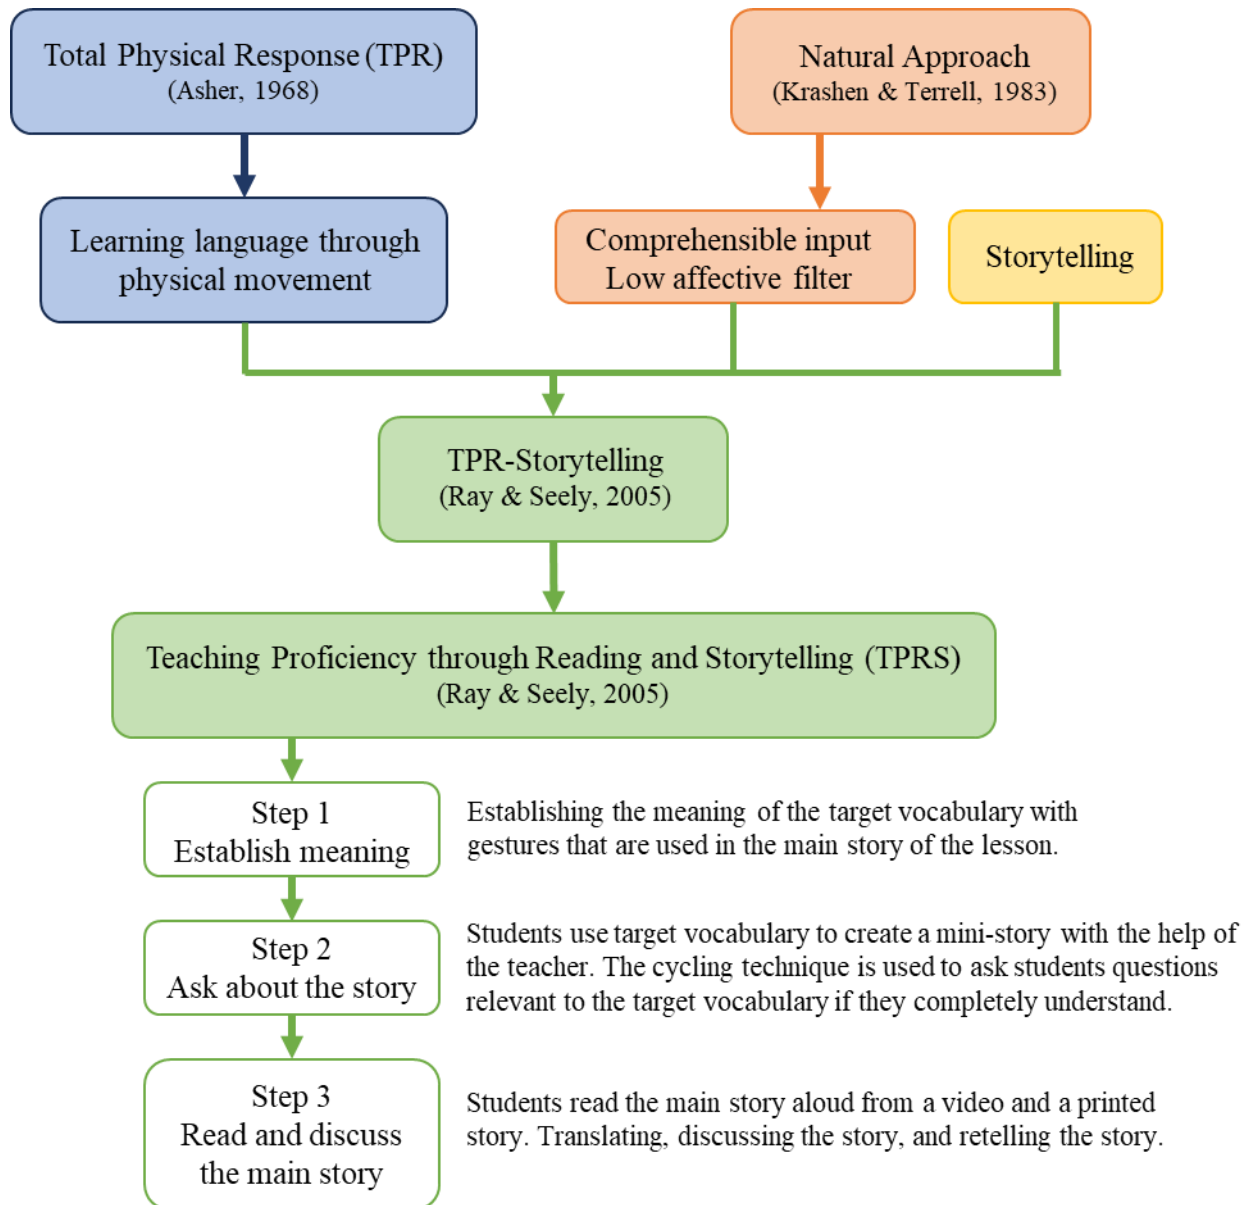 Total Physical Response (TPR)
(Asher, 1968)
Natural Approach
(Krashen & Terrell, 1983)
Learning language through
physical movement
Comprehensible input
Low affective filter
Storytelling
TPR-Storytelling
(Ray & Seely, 2005)
Teaching Proficiency through Reading and Storytelling (TPRS)
(Ray & Seely, 2005)
Step 1
Establish meaning
Establishing the meaning of the target vocabulary with
gestures that are used in the main story of the lesson.
Step 2
Ask about the story
Students use target vocabulary to create a mini-story with the help of
the teacher. The cycling technique is used to ask students questions
relevant to the target vocabulary if they completely understand.
Step 3
Read and discuss
the main story
Students read the main story aloud from a video and a printed
story. Translating, discussing the story, and retelling the story.